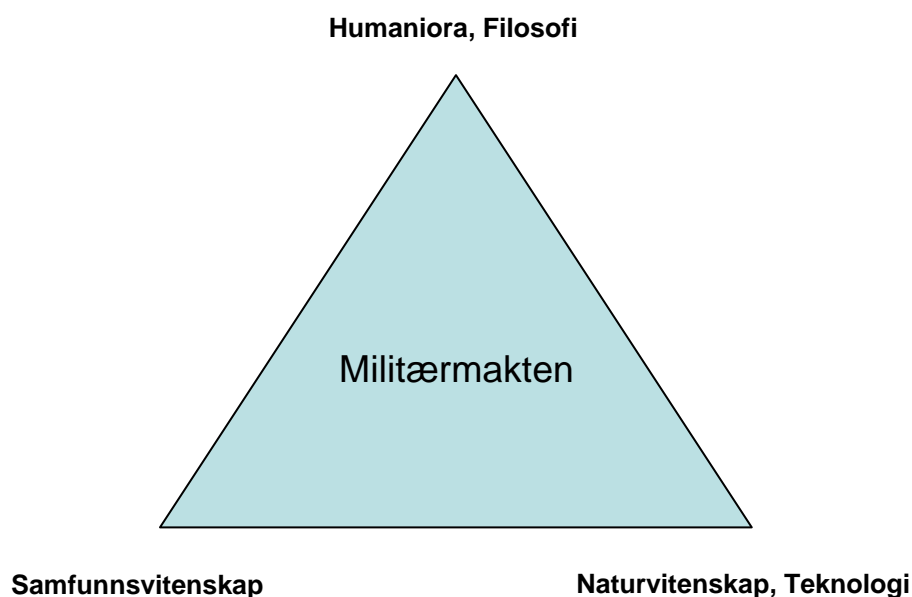 Humaniora, Filosofi
Militærmakten
Samfunnsvitenskap
Naturvitenskap, Teknologi